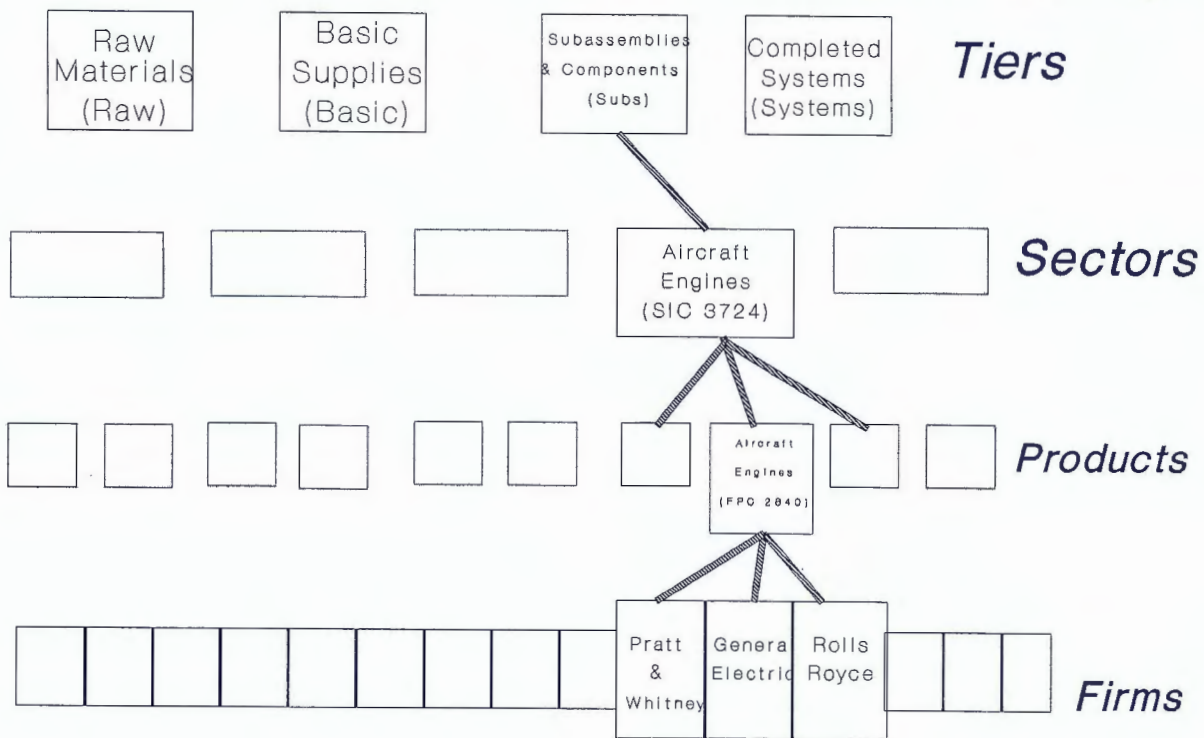 Raw
Materials
(Raw)
Basic
Supplies
(Basic)
Subassemblies
& Components
(Subs)
Completed
Systems
(Systems)
Tiers
Aircraft
Engines
(SIC 3724)
Sectors
Aircraft
Engines
(FPC 2840)
Products
Pratt
&
Whitney
General
Electric
Rolls
Royce
Firms